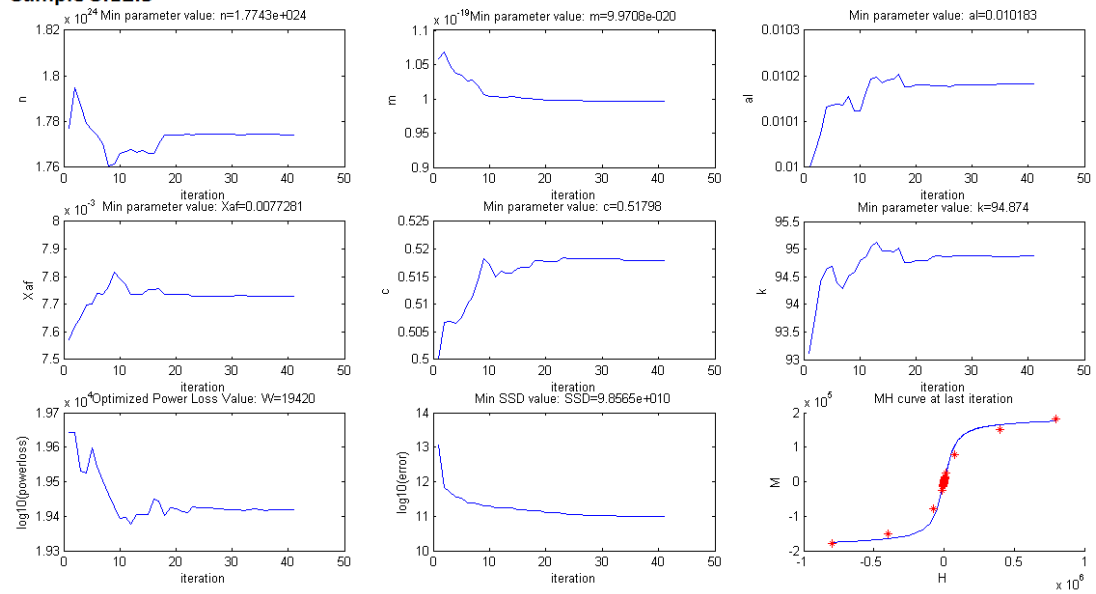 Min parameter value: n=1.7743e+024
x 10^24
1.82
1.8
1.78
1.76
n
0 10 20 30 40 50
iteration
Min parameter value: m=9.9708e-020
x 10^-19
1.1
1.05
1
0.95
0.9
m
0 10 20 30 40 50
iteration
Min parameter value: al=0.010183
0.0103
0.0102
0.0101
0.01
al
0 10 20 30 40 50
iteration
Min parameter value: Xaf=0.0077281
x 10^-3
8
7.9
7.8
7.7
7.6
7.5
Xaf
0 10 20 30 40 50
iteration
Min parameter value: c=0.51798
0.525
0.52
0.515
0.51
0.505
0.5
c
0 10 20 30 40 50
iteration
Min parameter value: k=94.874
95.5
95
94.5
94
93.5
93
k
0 10 20 30 40 50
iteration
x 10^4 Optimized Power Loss Value: W=19420
1.97
1.96
1.95
1.94
1.93
log10(powerloss)
0 10 20 30 40 50
iteration
Min SSD value: SSD=9.8565e+010
14
13
12
11
10
log10(error)
0 10 20 30 40 50
iteration
MH curve at last iteration
x 10^5
2
1
0
-1
-2
M
-1 -0.5 0 0.5 1
H
x 10^6